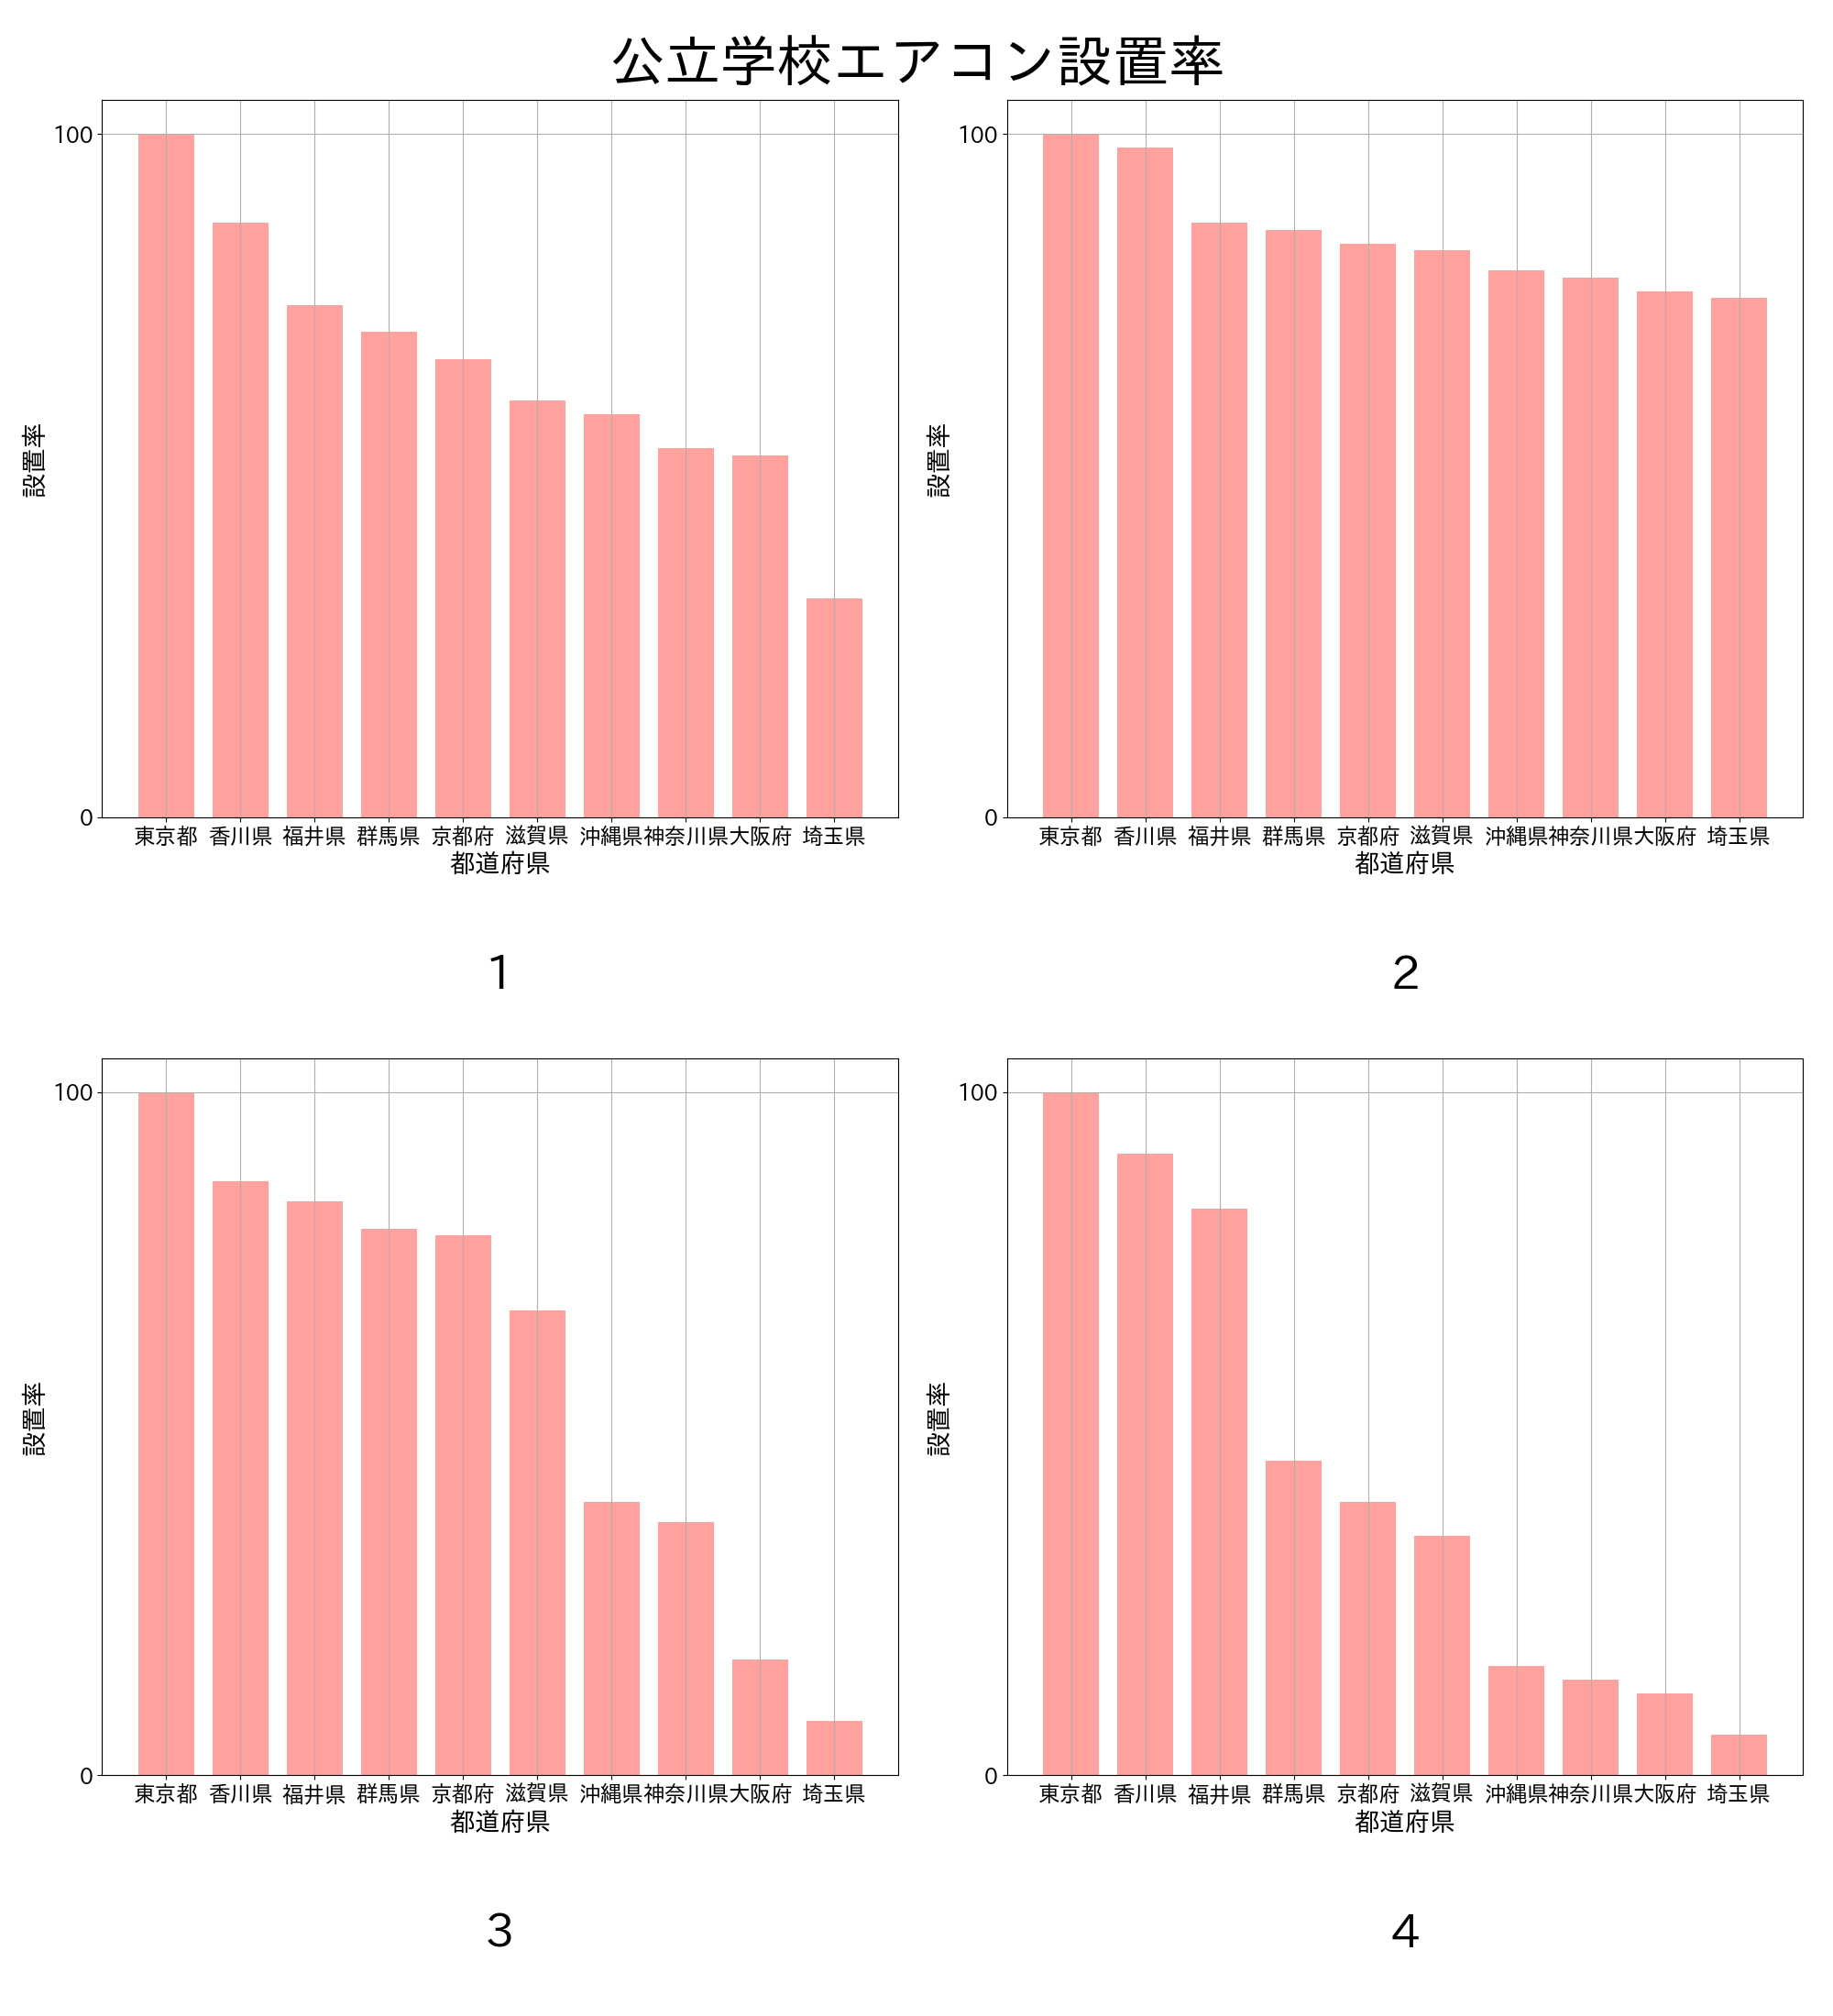 公立学校エアコン設置率
100
0
設置率
東京都 香川県 福井県 群馬県 京都府 滋賀県 沖縄県 神奈川県 大阪府 埼玉県
都道府県
1
100
0
設置率
東京都 香川県 福井県 群馬県 京都府 滋賀県 沖縄県 神奈川県 大阪府 埼玉県
都道府県
2
100
0
設置率
東京都 香川県 福井県 群馬県 京都府 滋賀県 沖縄県 神奈川県 大阪府 埼玉県
都道府県
3
100
0
設置率
東京都 香川県 福井県 群馬県 京都府 滋賀県 沖縄県 神奈川県 大阪府 埼玉県
都道府県
4